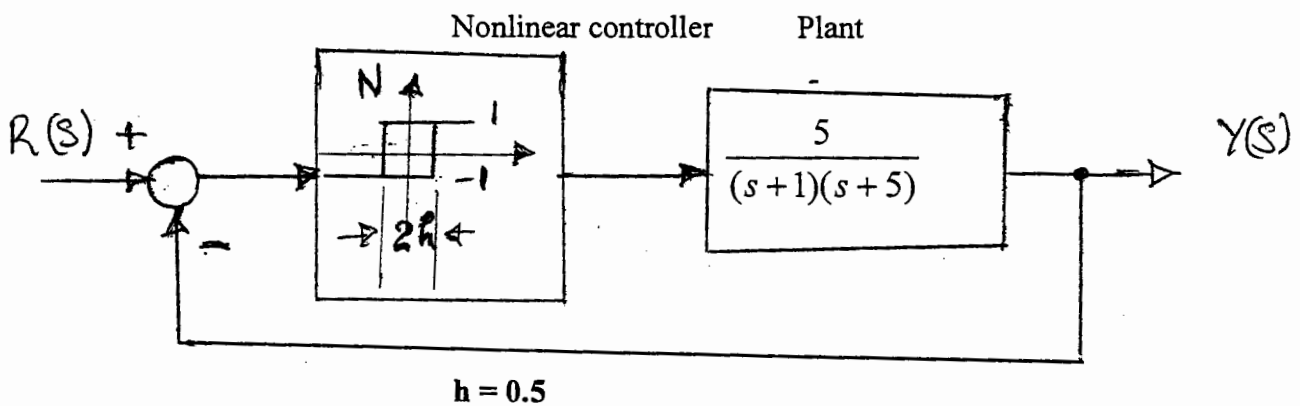 Nonlinear controller Plant
N
1
-1
2h
R(S) +
-
5
(s+1)(s+5)
Y(S)
h = 0.5